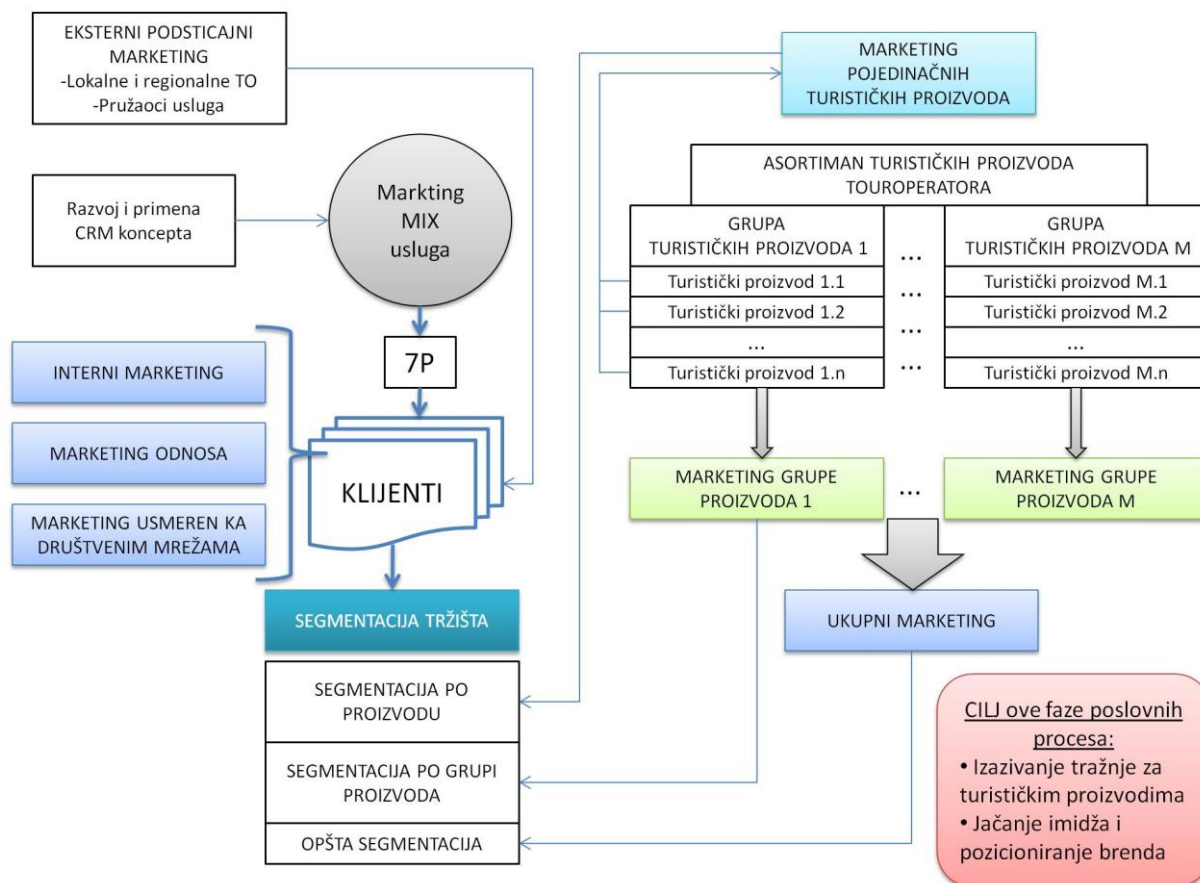 EKSTERNI PODSTICAJNI
MARKETING
-Lokalne i regionalne TO
-Pružaoci usluga
Razvoj i primena
CRM koncepta
Markting
MIX
usluga
7P
INTERNI MARKETING
MARKETING ODNOSA
MARKETING USMEREN KA
DRUŠTVENIM MREŽAMA
KLIJENTI
SEGMENTACIJA TRŽIŠTA
SEGMENTACIJA PO
PROIZVODU
SEGMENTACIJA PO GRUPI
PROIZVODA
OPŠTA SEGMENTACIJA
MARKETING
POJEDINAČNIH
TURISTIČKIH PROIZVODA
ASORTIMAN TURISTIČKIH PROIZVODA
TOUROPERATORA
GRUPA
TURISTIČKIH PROIZVODA 1
Turistički proizvod 1.1
Turistički proizvod 1.2
...
Turistički proizvod 1.n
...
...
...
...
GRUPA
TURISTIČKIH PROIZVODA M
Turistički proizvod M.1
Turistički proizvod M.2
...
Turistički proizvod M.n
MARKETING GRUPE
PROIZVODA 1
...
MARKETING GRUPE
PROIZVODA M
UKUPNI MARKETING
CILJ ove faze poslovnih
procesa:
• Izazivanje tražnje za
turističkim proizvodima
• Jačanje imidža i
pozicioniranje brenda